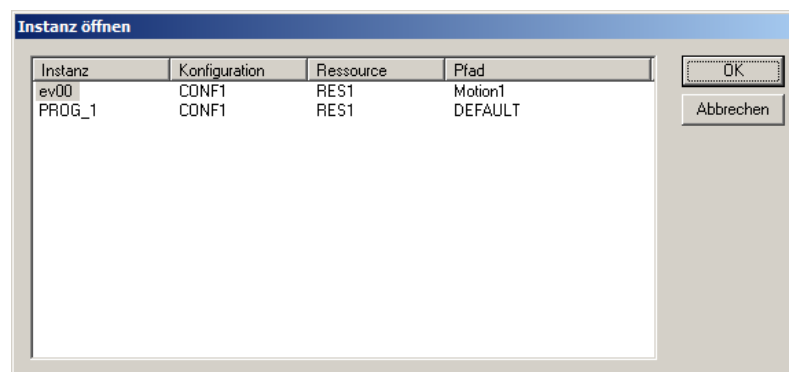 Instanz öffnen
Instanz Konfiguration Ressource Pfad
ev00 CONF1 RES1 Motion1
PROG_1 CONF1 RES1 DEFAULT
OK
Abbrechen